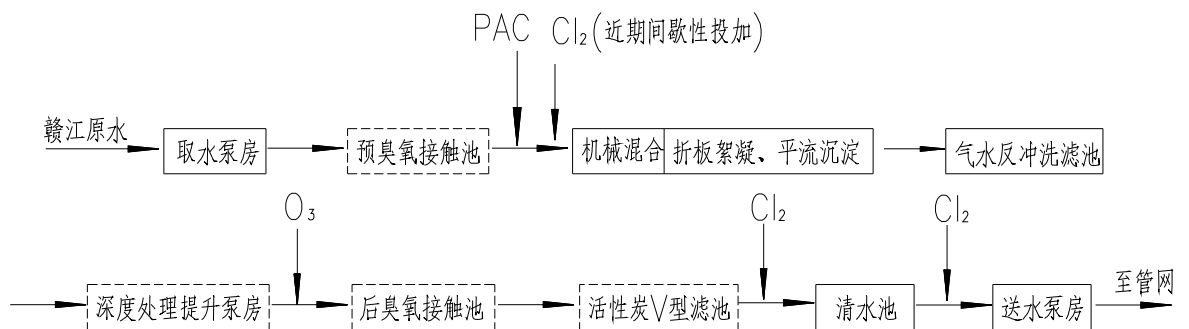 PAC Cl₂(近期间歇性投加)
赣江原水 取水泵房 预臭氧接触池 机械混合 折板絮凝、平流沉淀 气水反冲洗滤池
O₃ Cl₂ Cl₂
深度处理提升泵房 后臭氧接触池 活性炭V型滤池 清水池 送水泵房 至管网